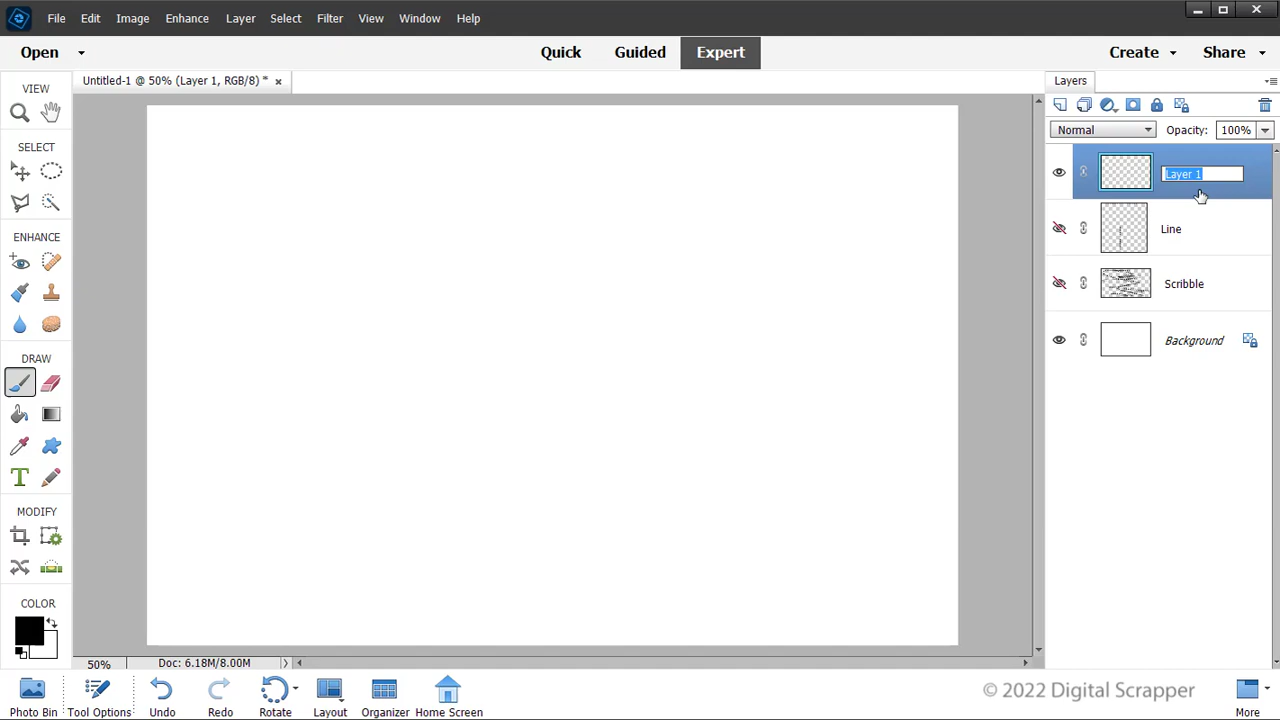 File Edit Image Enhance Layer Select Filter View Window Help
Open Quick Guided Expert Create Share
Untitled-1 @ 50% (Layer 1, RGB/8) * ×
Layers
VIEW
Normal Opacity: 100%
SELECT
Layer 1
Line
ENHANCE
Scribble
Background
DRAW
T
MODIFY
COLOR
50% Doc: 6.18M/8.00M
Photo Bin Tool Options Undo Redo Rotate Layout Organizer Home Screen More
© 2022 Digital Scrapper